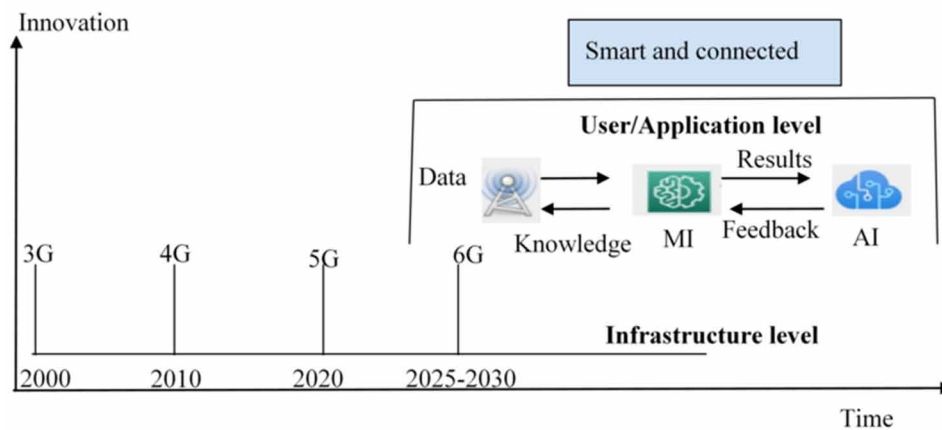 Innovation
Smart and connected
User/Application level
Results
Data
Knowledge
MI
Feedback
AI
3G
4G
5G
6G
Infrastructure level
2000
2010
2020
2025-2030
Time